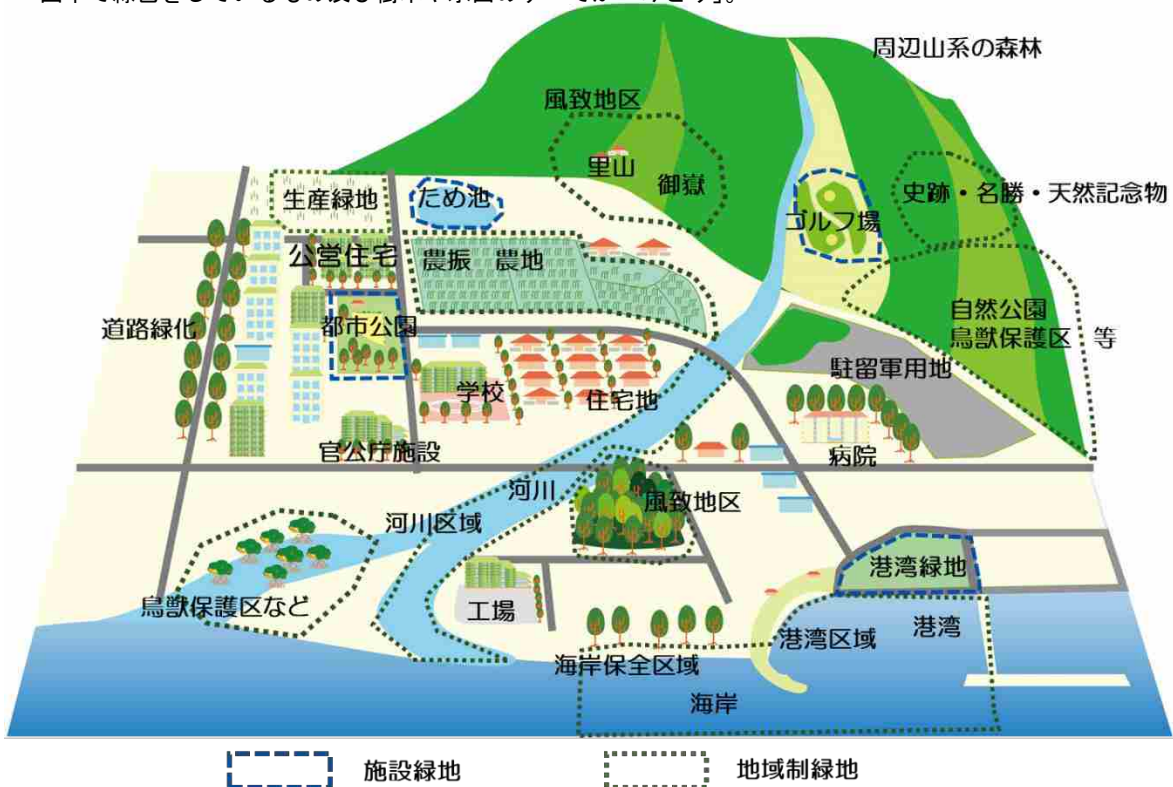 周辺山系の森林
風致地区
里山
御嶽
史跡・名勝・天然記念物
生産緑地
ため池
ゴルフ場
公営住宅
農振 農地
自然公園
鳥獣保護区 等
道路緑化
都市公園
駐留軍用地
学校
住宅地
官公庁施設
病院
河川
風致地区
河川区域
港湾緑地
鳥獣保護区など
工場
港湾
港湾区域
海岸保全区域
海岸
施設緑地
地域制緑地